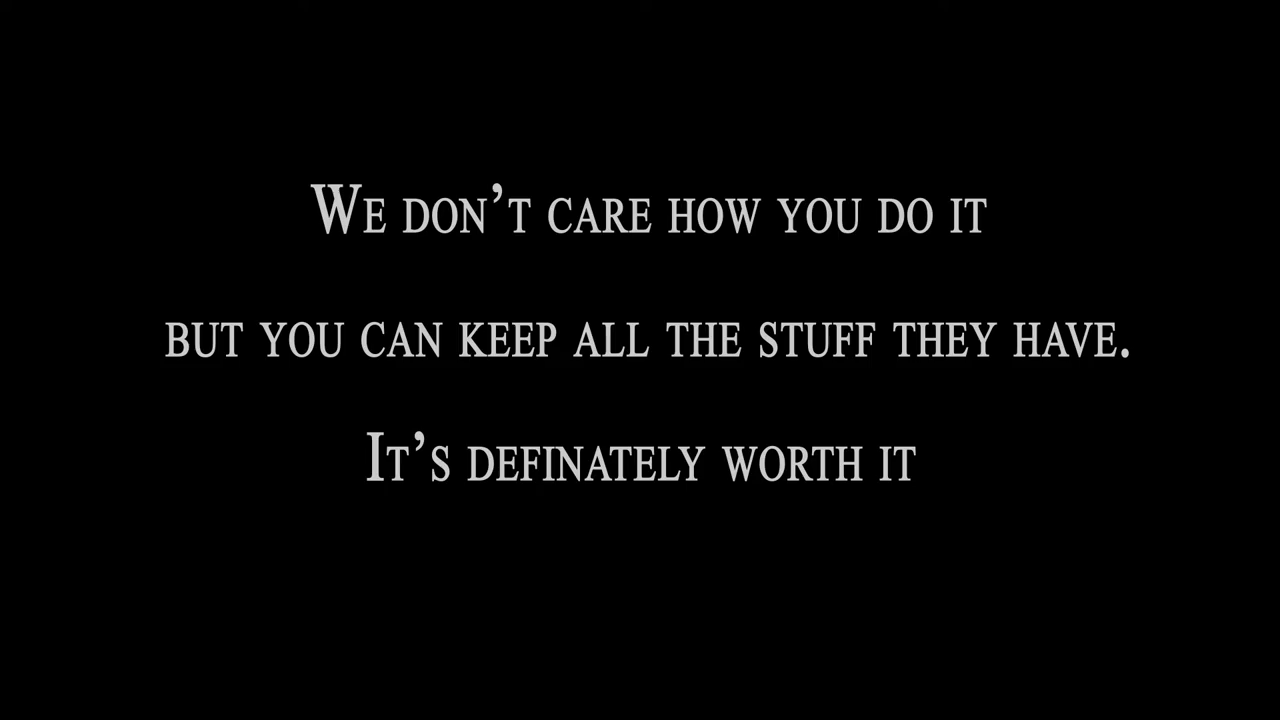 We don’t care how you do it
but you can keep all the stuff they have.
It’s definately worth it